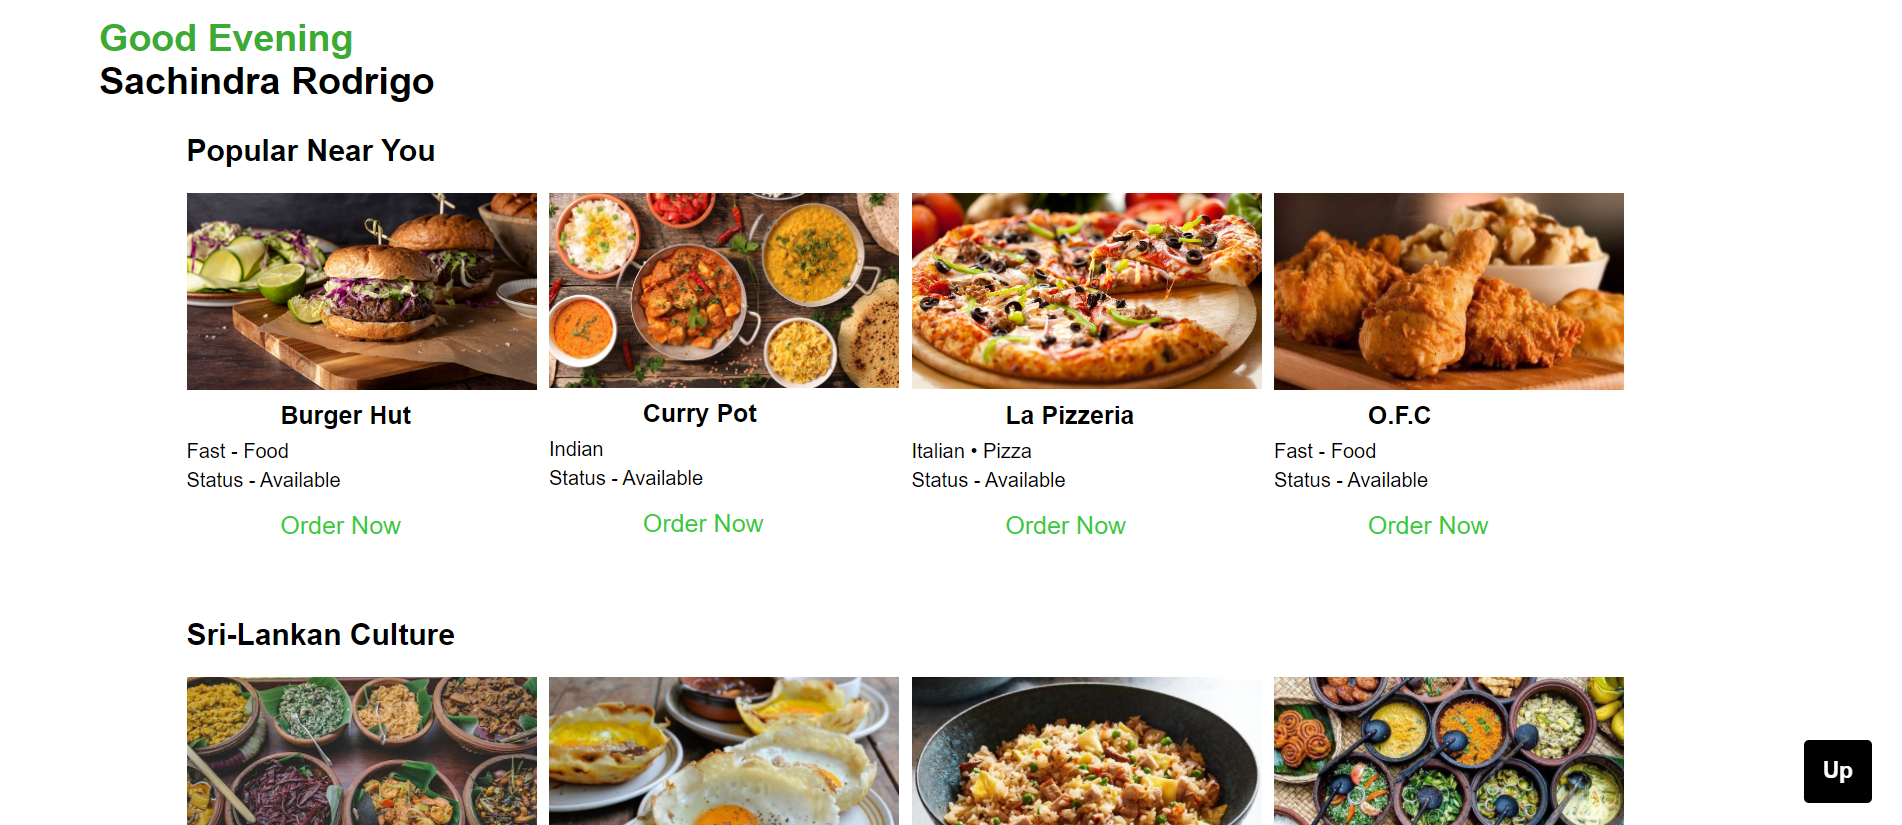 Good Evening
Sachindra Rodrigo
Popular Near You
Burger Hut
Fast - Food
Status - Available
Order Now
Curry Pot
Indian
Status - Available
Order Now
La Pizzeria
Italian • Pizza
Status - Available
Order Now
O.F.C
Fast - Food
Status - Available
Order Now
Sri-Lankan Culture
Up